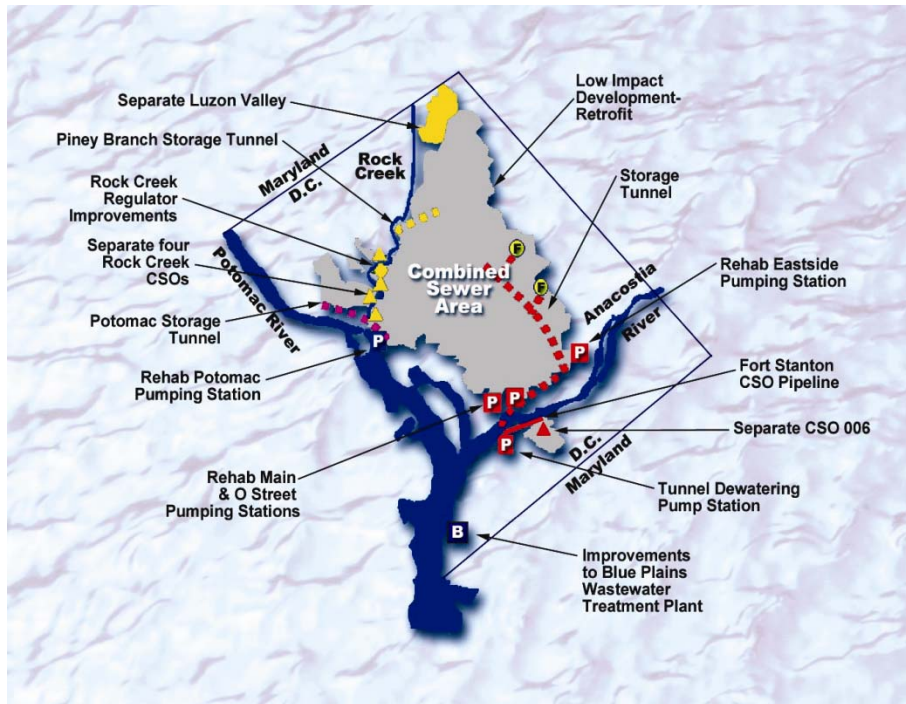 Separate Luzon Valley
Piney Branch Storage Tunnel
Rock Creek
Regulator
Improvements
Separate four
Rock Creek
CSOs
Potomac Storage
Tunnel
Rehab Potomac
Pumping Station
Rehab Main
& O Street
Pumping Stations
Maryland
D.C.
Rock
Creek
Potomac River
Combined
Sewer
Area
Low Impact
Development-
Retrofit
Storage
Tunnel
F
F
Anacostia
River
Rehab Eastside
Pumping Station
Fort Stanton
CSO Pipeline
Separate CSO 006
D.C.
Maryland
Tunnel Dewatering
Pump Station
Improvements
to Blue Plains
Wastewater
Treatment Plant
P
P
P
P
P
B